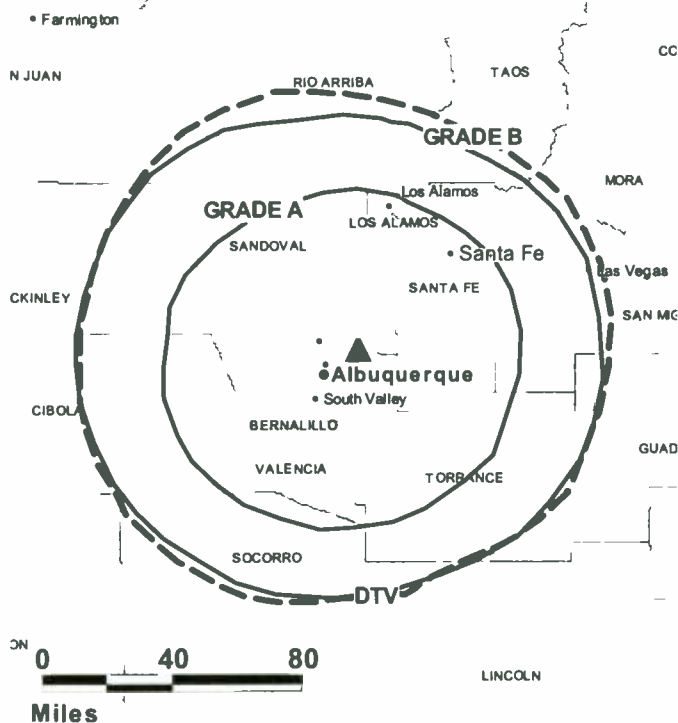 Farmington
CO
N JUAN
TAOS
RIO ARRIBA
GRADE B
MORA
Los Alamos
GRADE A
LOS ALAMOS
SANDOVAL
Santa Fe
Las Vegas
SANTA FE
CKINLEY
SAN MIG
Albuquerque
South Valley
CIBOLA
BERNALILLO
GUAD
VALENCIA
TORRANCE
SOCORRO
DTV
ON
0 40 80
LINCOLN
Miles